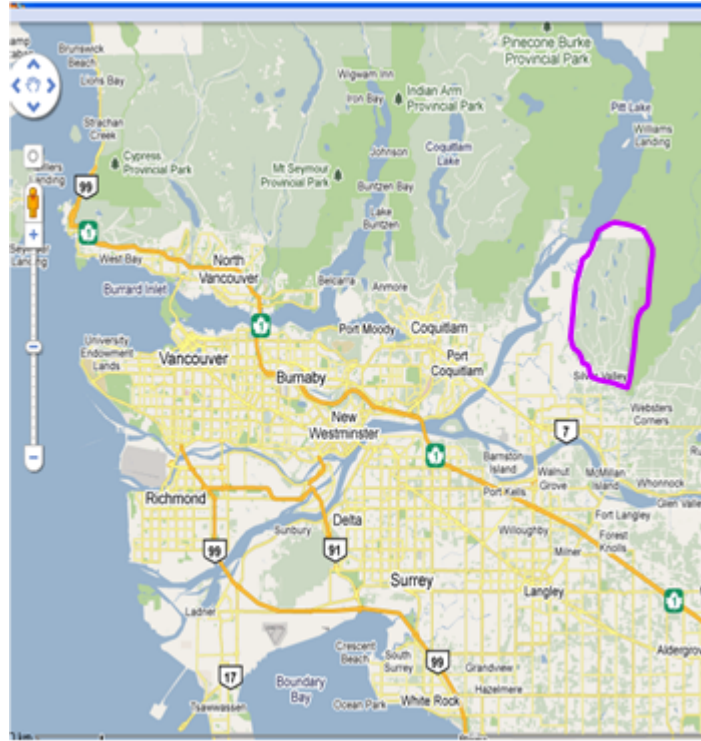 Pinecone Burke
Provincial Park
Brunswick
Beach
Lions Bay
Wigwam Inn
Iron Bay
Indian Arm
Provincial Park
Pitt Lake
Williams
Landing
Strachan
Creek
Johnson
Coquitlam
Lake
Cypress
Provincial Park
Mt Seymour
Provincial Park
Buntzen Bay
Landing
99
1
Lake
Buntzen
West Bay
North
Vancouver
Landing
Belcarra
Anmore
Burrard Inlet
1
Port Moody
Coquitlam
University
Endowment
Lands
Vancouver
Port
Coquitlam
Burnaby
Silver Valley
New
Westminster
Websters
Corners
7
1
Barnston
Island
Walnut
Grove
McMillan
Island
Whonnock
Richmond
Port Kells
Glen Valley
Fort Langley
Delta
Sunbury
Willoughby
Forest
Knolls
99
91
Milner
Surrey
Langley
1
Ladner
Crescent
Beach
South
Surrey
99
Grandview
Aldergrove
17
Boundary
Bay
Hazelmere
Tsawwassen
Ocean Park
White Rock